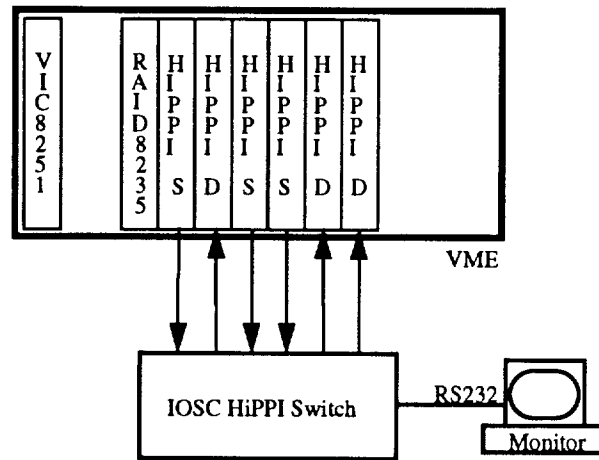 VIC8251
RAID8235
HIPPI S
HIPPI D
HIPPI S
HIPPI S
HIPPI D
HIPPI D
VME
IOSC HiPPI Switch
RS232
Monitor